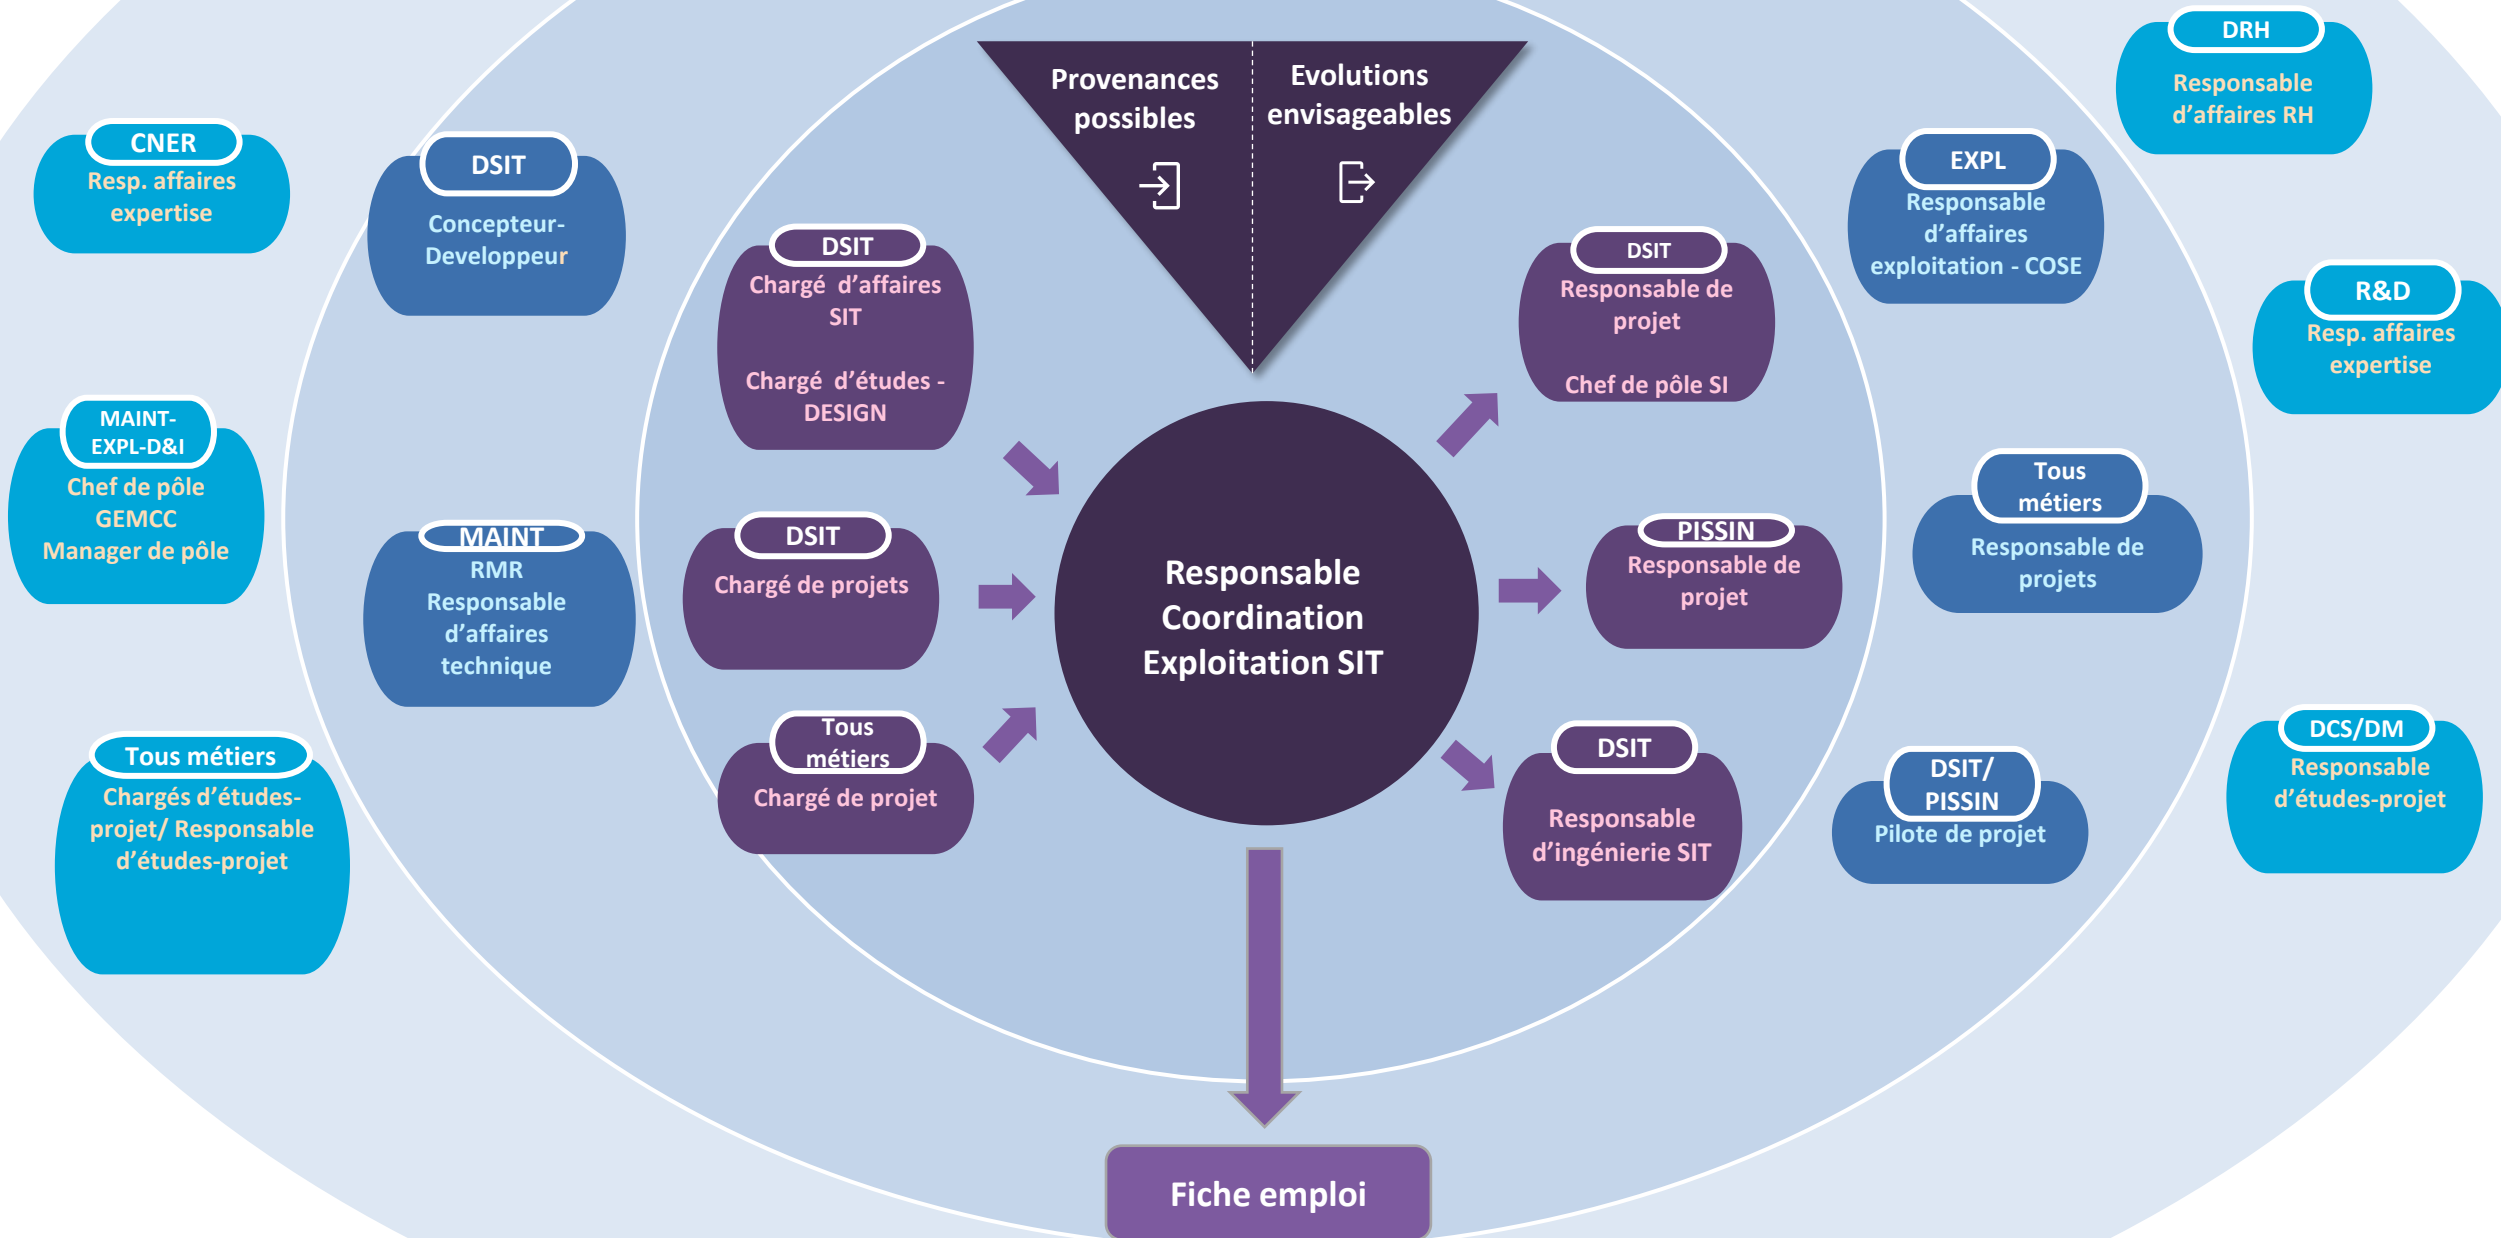 Provenances
possibles
Evolutions
envisageables
CNER
Resp. affaires
expertise
MAINT-
EXPL-D&I
Chef de pôle
GEMCC
Manager de pôle
Tous métiers
Chargés d’études-
projet/ Responsable
d’études-projet
DSIT
Concepteur-
Developpeur
MAINT
RMR
Responsable
d’affaires
technique
DSIT
Chargé d’affaires
SIT
Chargé d’études -
DESIGN
DSIT
Chargé de projets
Tous
métiers
Chargé de projet
Responsable
Coordination
Exploitation SIT
DSIT
Responsable de
projet
Chef de pôle SI
PISSIN
Responsable de
projet
DSIT
Responsable
d’ingénierie SIT
EXPL
Responsable
d’affaires
exploitation - COSE
Tous
métiers
Responsable de
projets
DSIT/
PISSIN
Pilote de projet
DRH
Responsable
d’affaires RH
R&D
Resp. affaires
expertise
DCS/DM
Responsable
d’études-projet
Fiche emploi